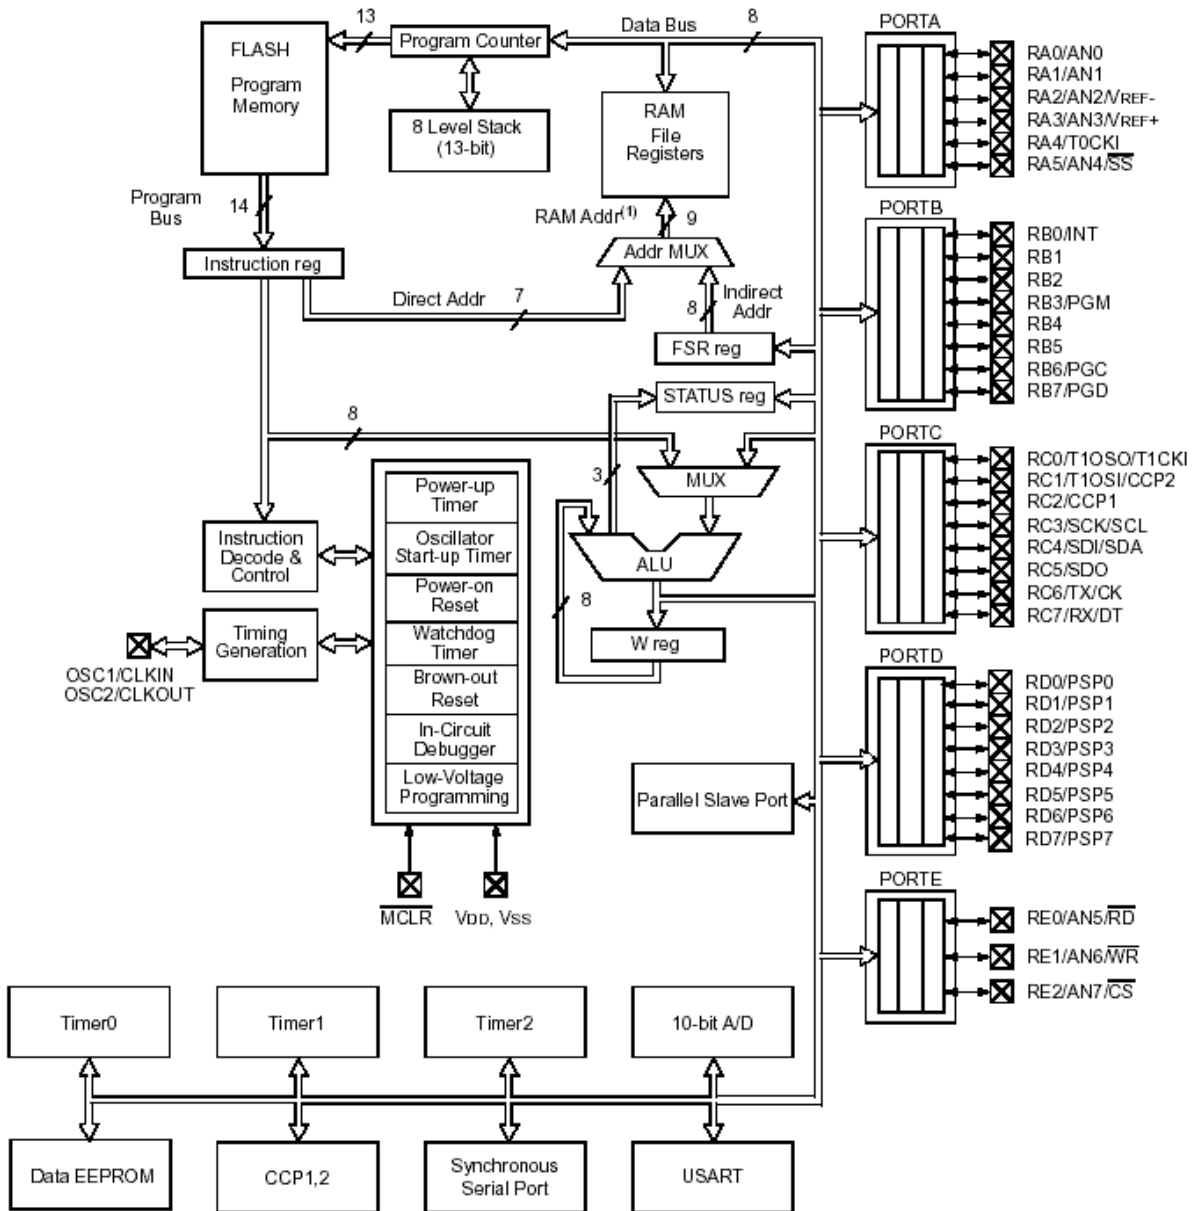 13
Data Bus
8
PORTA
FLASH
Program
Memory
Program Counter
8 Level Stack
(13-bit)
RAM
File
Registers
RA0/AN0
RA1/AN1
RA2/AN2/VREF-
RA3/AN3/VREF+
RA4/T0CKI
RA5/AN4/SS
Program
Bus
14
RAM Addr(1)
9
PORTB
Instruction reg
Addr MUX
Direct Addr
7
8
Indirect
Addr
FSR reg
STATUS reg
RB0/INT
RB1
RB2
RB3/PGM
RB4
RB5
RB6/PGC
RB7/PGD
8
PORTC
3
MUX
ALU
8
W reg
Power-up
Timer
Oscillator
Start-up Timer
Power-on
Reset
Watchdog
Timer
Brown-out
Reset
In-Circuit
Debugger
Low-Voltage
Programming
Instruction
Decode &
Control
Timing
Generation
OSC1/CLKIN
OSC2/CLKOUT
RC0/T1OSO/T1CKI
RC1/T1OSI/CCP2
RC2/CCP1
RC3/SCK/SCL
RC4/SDI/SDA
RC5/SDO
RC6/TX/CK
RC7/RX/DT
PORTD
RD0/PSP0
RD1/PSP1
RD2/PSP2
RD3/PSP3
RD4/PSP4
RD5/PSP5
RD6/PSP6
RD7/PSP7
Parallel Slave Port
MCLR
VDD, VSS
PORTE
RE0/AN5/RD
RE1/AN6/WR
RE2/AN7/CS
Timer0
Timer1
Timer2
10-bit A/D
Data EEPROM
CCP1,2
Synchronous
Serial Port
USART